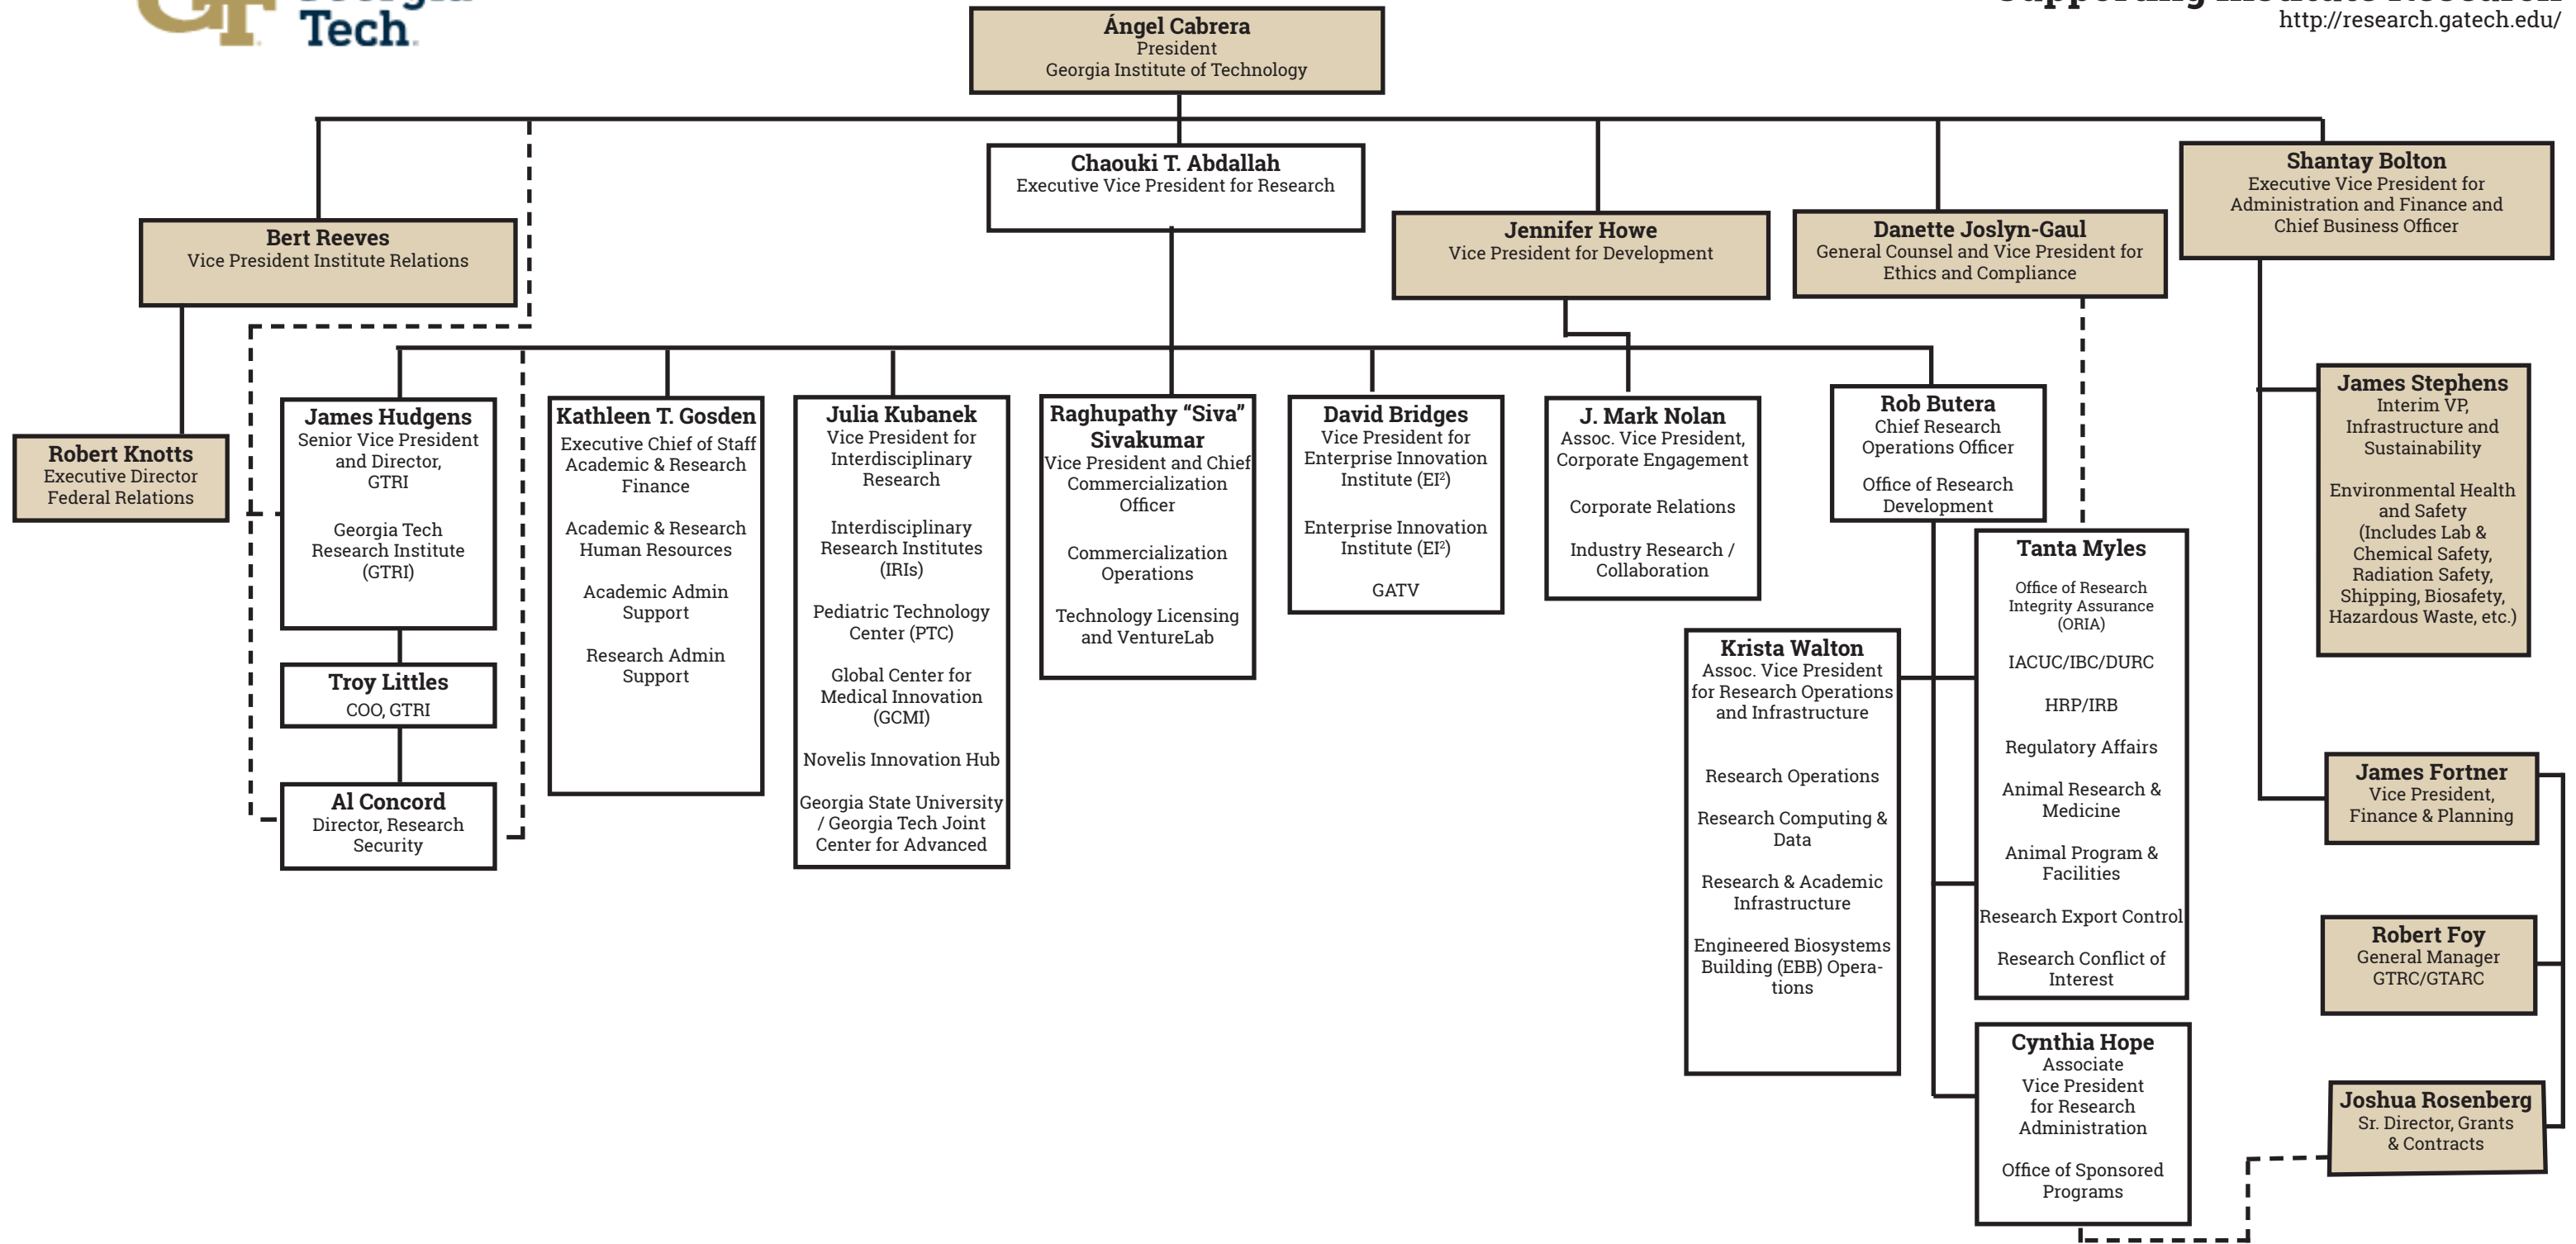 Tech
http://research.gatech.edu/
Ángel Cabrera
President
Georgia Institute of Technology
Chaouki T. Abdallah
Executive Vice President for Research
Shantay Bolton
Executive Vice President for
Administration and Finance and
Chief Business Officer
Bert Reeves
Vice President Institute Relations
Jennifer Howe
Vice President for Development
Danette Joslyn-Gaul
General Counsel and Vice President for
Ethics and Compliance
Robert Knotts
Executive Director
Federal Relations
James Hudgens
Senior Vice President
and Director,
GTRI
Georgia Tech
Research Institute
(GTRI)
Troy Littles
COO, GTRI
Al Concord
Director, Research
Security
Kathleen T. Gosden
Executive Chief of Staff
Academic & Research
Finance
Academic & Research
Human Resources
Academic Admin
Support
Research Admin
Support
Julia Kubanek
Vice President for
Interdisciplinary
Research
Interdisciplinary
Research Institutes
(IRIs)
Pediatric Technology
Center (PTC)
Global Center for
Medical Innovation
(GCMI)
Novelis Innovation Hub
Georgia State University
/ Georgia Tech Joint
Center for Advanced
Raghupathy “Siva”
Sivakumar
Vice President and Chief
Commercialization
Officer
Commercialization
Operations
Technology Licensing
and VentureLab
David Bridges
Vice President for
Enterprise Innovation
Institute (EI²)
Enterprise Innovation
Institute (EI²)
GATV
J. Mark Nolan
Assoc. Vice President,
Corporate Engagement
Corporate Relations
Industry Research /
Collaboration
Rob Butera
Chief Research
Operations Officer
Office of Research
Development
Krista Walton
Assoc. Vice President
for Research Operations
and Infrastructure
Research Operations
Research Computing &
Data
Research & Academic
Infrastructure
Engineered Biosystems
Building (EBB) Opera-
tions
Tanta Myles
Office of Research
Integrity Assurance
(ORIA)
IACUC/IBC/DURC
HRP/IRB
Regulatory Affairs
Animal Research &
Medicine
Animal Program &
Facilities
Research Export Control
Research Conflict of
Interest
Cynthia Hope
Associate
Vice President
for Research
Administration
Office of Sponsored
Programs
James Stephens
Interim VP,
Infrastructure and
Sustainability
Environmental Health
and Safety
(Includes Lab &
Chemical Safety,
Radiation Safety,
Shipping, Biosafety,
Hazardous Waste, etc.)
James Fortner
Vice President,
Finance & Planning
Robert Foy
General Manager
GTRC/GTARC
Joshua Rosenberg
Sr. Director, Grants
& Contracts